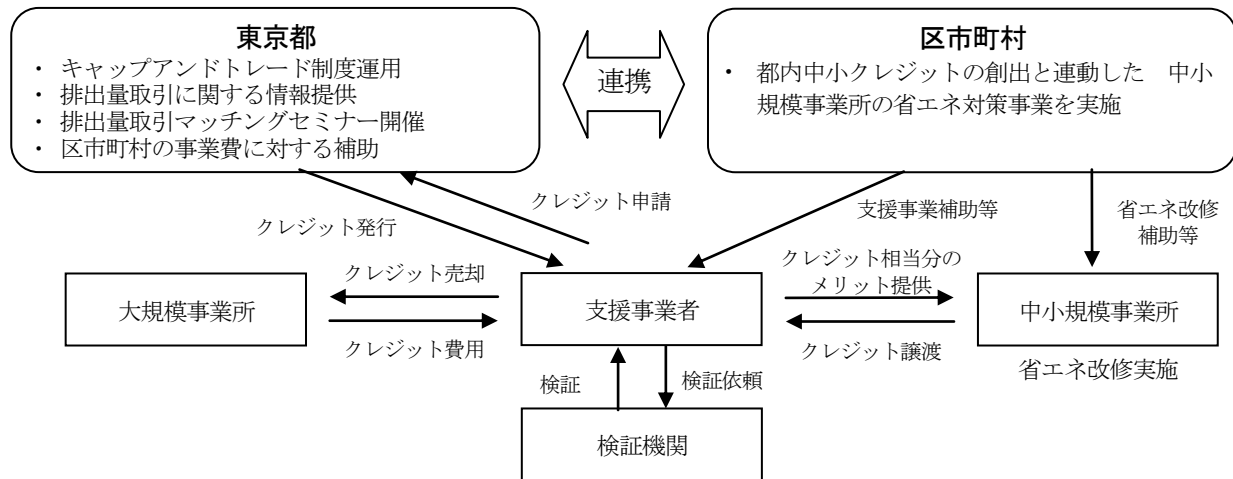 東京都
・ キャップアンドトレード制度運用
・ 排出量取引に関する情報提供
・ 排出量取引マッチングセミナー開催
・ 区市町村の事業費に対する補助
連携
区市町村
・ 都内中小クレジットの創出と連動した 中小
規模事業所の省エネ対策事業を実施
クレジット発行
クレジット申請
支援事業補助等
省エネ改修
補助等
大規模事業所
クレジット売却
クレジット費用
支援事業者
クレジット相当分の
メリット提供
クレジット譲渡
中小規模事業所
省エネ改修実施
検証
検証依頼
検証機関